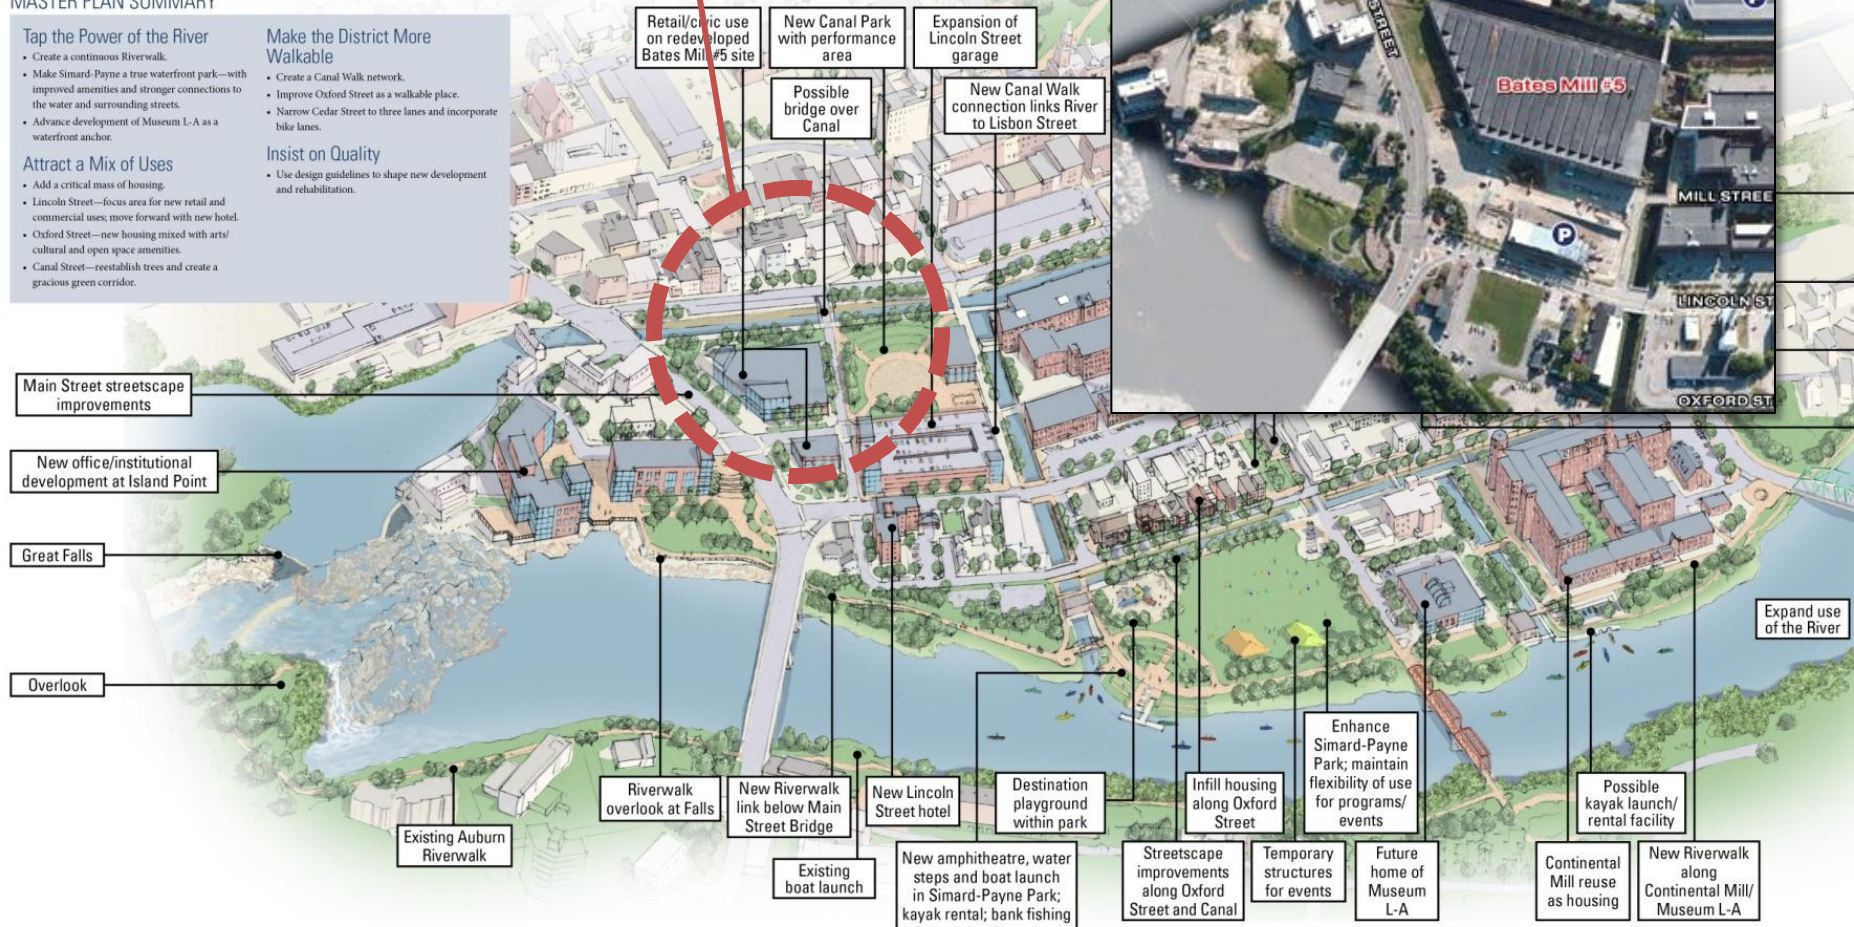 MASTER PLAN SUMMARY
Tap the Power of the River
• Create a continuous Riverwalk.
• Make Simard-Payne a true waterfront park—with
improved amenities and stronger connections to
the water and surrounding streets.
• Advance development of Museum L-A as a
waterfront anchor.
Attract a Mix of Uses
• Add a critical mass of housing.
• Lincoln Street—focus area for new retail and
commercial uses; move forward with new hotel.
• Oxford Street—new housing mixed with arts/
cultural and open space amenities.
• Canal Street—reestablish trees and create a
gracious green corridor.
Make the District More
Walkable
• Create a Canal Walk network.
• Improve Oxford Street as a walkable place.
• Narrow Cedar Street to three lanes and incorporate
bike lanes.
Insist on Quality
• Use design guidelines to shape new development
and rehabilitation.
Retail/civic use
on redeveloped
Bates Mill #5 site
New Canal Park
with performance
area
Expansion of
Lincoln Street
garage
Possible
bridge over
Canal
New Canal Walk
connection links River
to Lisbon Street
STREET
Bates Mill #5
P
MILL STREE
P
LINCOLN ST
OXFORD ST
Main Street streetscape
improvements
New office/institutional
development at Island Point
Great Falls
Overlook
Expand use
of the River
Existing Auburn
Riverwalk
Riverwalk
overlook at Falls
New Riverwalk
link below Main
Street Bridge
Existing
boat launch
New Lincoln
Street hotel
New amphitheatre, water
steps and boat launch
in Simard-Payne Park;
kayak rental; bank fishing
Destination
playground
within park
Streetscape
improvements
along Oxford
Street and Canal
Infill housing
along Oxford
Street
Temporary
structures
for events
Enhance
Simard-Payne
Park; maintain
flexibility of use
for programs/
events
Future
home of
Museum
L-A
Continental
Mill reuse
as housing
Possible
kayak launch/
rental facility
New Riverwalk
along
Continental Mill/
Museum L-A